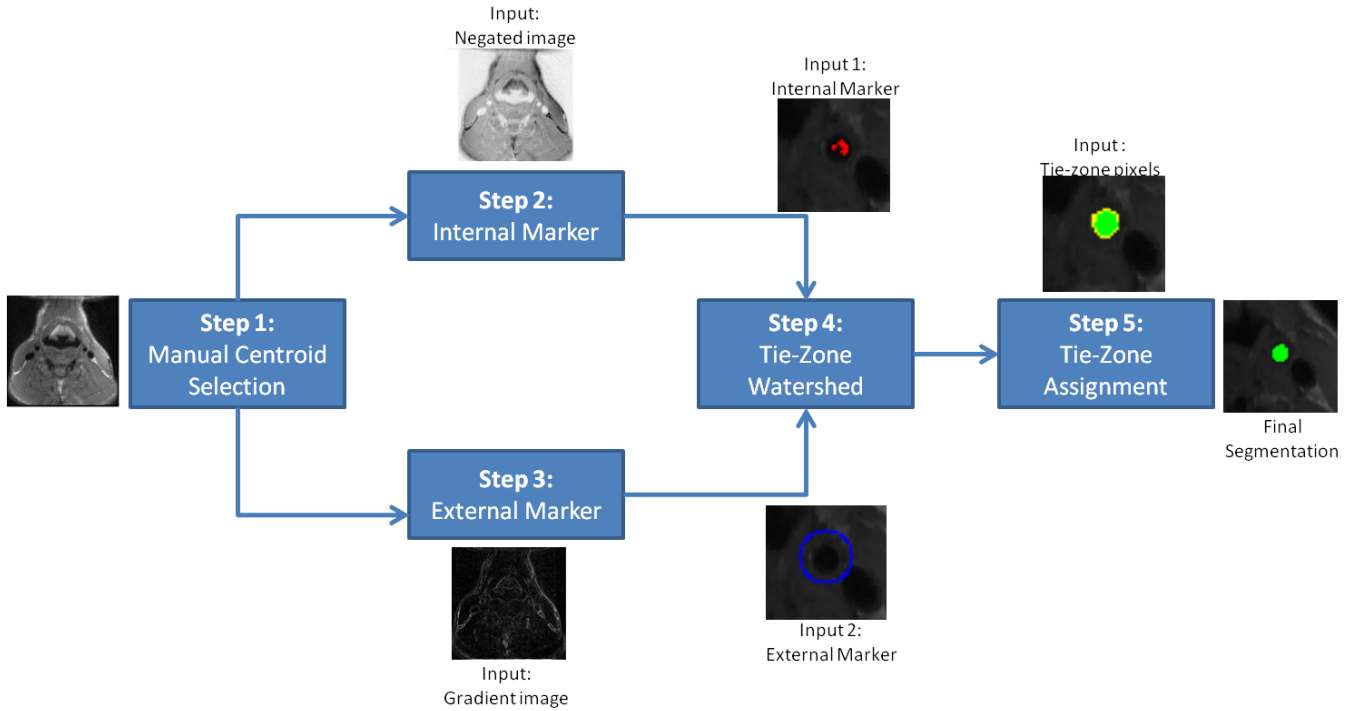 Input:
Negated image
Step 2:
Internal Marker
Input 1:
Internal Marker
Input :
Tie-zone pixels
Step 1:
Manual Centroid
Selection
Step 4:
Tie-Zone
Watershed
Step 5:
Tie-Zone
Assignment
Final
Segmentation
Step 3:
External Marker
Input:
Gradient image
Input 2:
External Marker